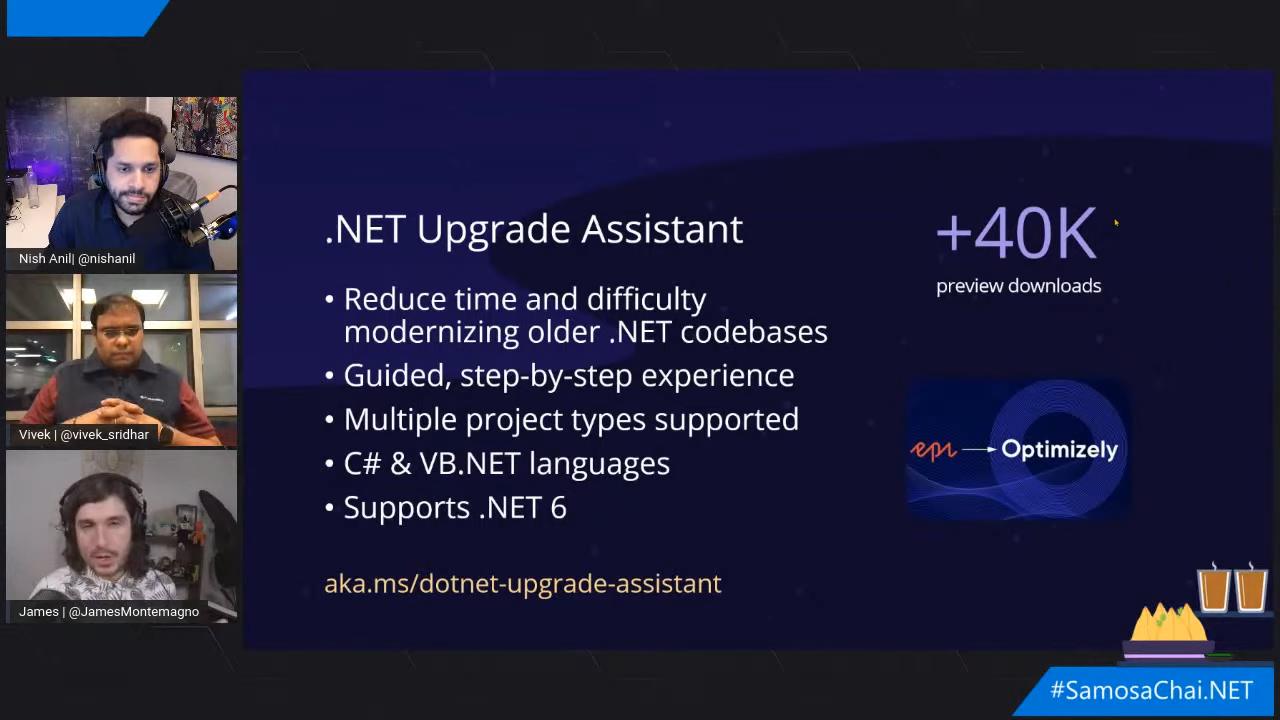 Nish Anil| @nishanil
Vivek | @vivek_sridhar
James | @JamesMontemagno
.NET Upgrade Assistant
• Reduce time and difficulty
modernizing older .NET codebases
• Guided, step-by-step experience
• Multiple project types supported
• C# & VB.NET languages
• Supports .NET 6
aka.ms/dotnet-upgrade-assistant
+40K
preview downloads
epi → Optimizely
#SamosaChai.NET